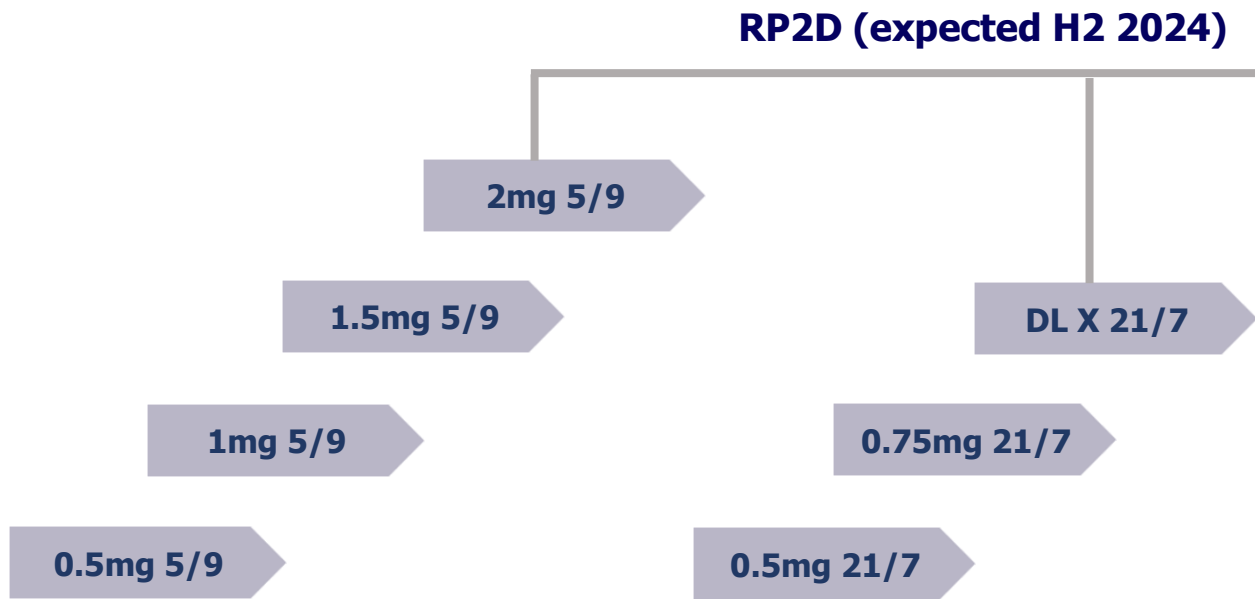 RP2D (expected H2 2024)
2mg 5/9
1.5mg 5/9
DL X 21/7
1mg 5/9
0.75mg 21/7
0.5mg 5/9
0.5mg 21/7